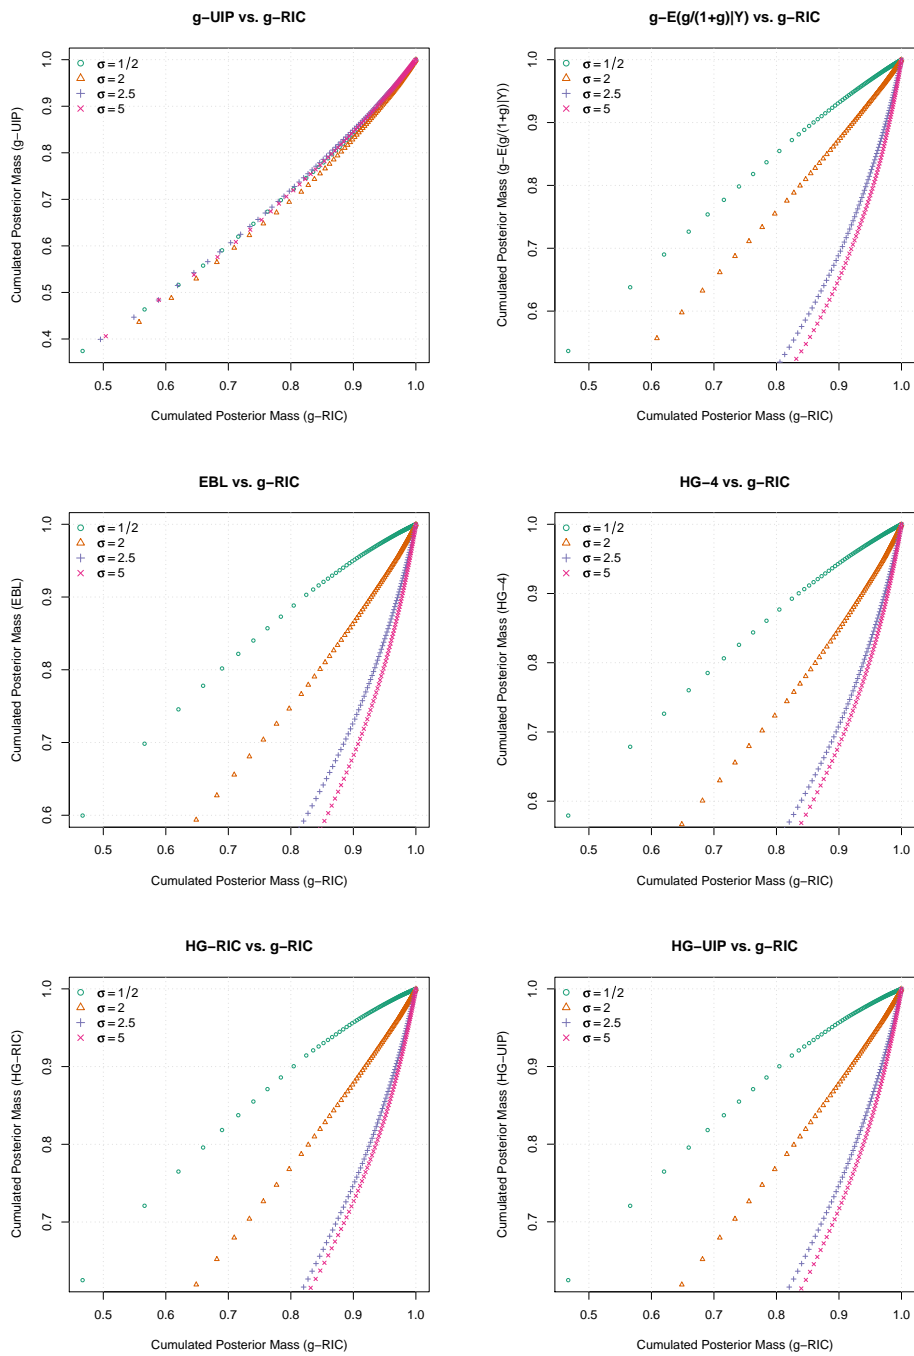 g−UIP vs. g−RIC
σ=1/2
σ=2
σ=2.5
σ=5
1.0
0.9
0.8
0.7
0.6
0.5
0.4
Cumulated Posterior Mass (g−UIP)
0.5 0.6 0.7 0.8 0.9 1.0
Cumulated Posterior Mass (g−RIC)
g−E(g/(1+g)|Y) vs. g−RIC
σ=1/2
σ=2
σ=2.5
σ=5
1.0
0.9
0.8
0.7
0.6
Cumulated Posterior Mass (g−E(g/(1+g)|Y))
0.5 0.6 0.7 0.8 0.9 1.0
Cumulated Posterior Mass (g−RIC)
EBL vs. g−RIC
σ=1/2
σ=2
σ=2.5
σ=5
1.0
0.9
0.8
0.7
0.6
Cumulated Posterior Mass (EBL)
0.5 0.6 0.7 0.8 0.9 1.0
Cumulated Posterior Mass (g−RIC)
HG−4 vs. g−RIC
σ=1/2
σ=2
σ=2.5
σ=5
1.0
0.9
0.8
0.7
0.6
Cumulated Posterior Mass (HG−4)
0.5 0.6 0.7 0.8 0.9 1.0
Cumulated Posterior Mass (g−RIC)
HG−RIC vs. g−RIC
σ=1/2
σ=2
σ=2.5
σ=5
1.0
0.9
0.8
0.7
Cumulated Posterior Mass (HG−RIC)
0.5 0.6 0.7 0.8 0.9 1.0
Cumulated Posterior Mass (g−RIC)
HG−UIP vs. g−RIC
σ=1/2
σ=2
σ=2.5
σ=5
1.0
0.9
0.8
0.7
Cumulated Posterior Mass (HG−UIP)
0.5 0.6 0.7 0.8 0.9 1.0
Cumulated Posterior Mass (g−RIC)